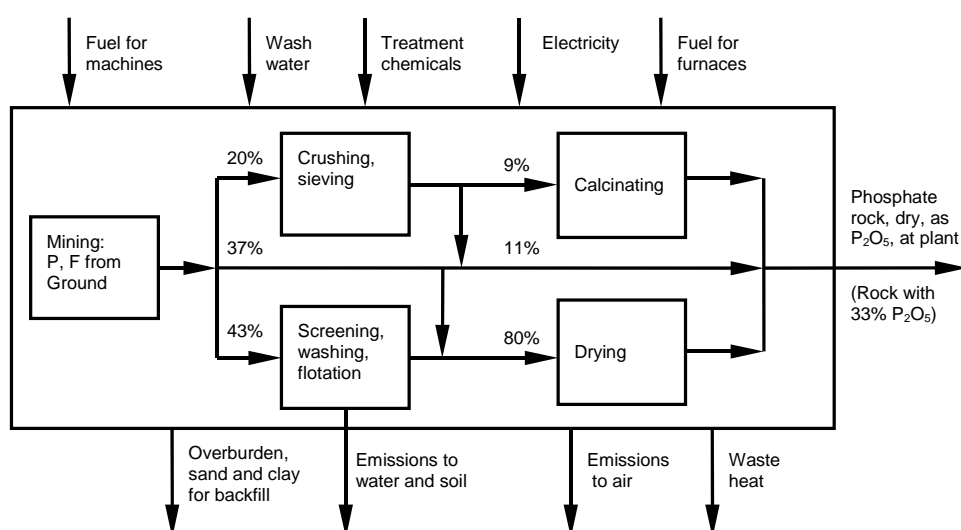 Fuel for
machines
Wash
water
Treatment
chemicals
Electricity
Fuel for
furnaces
20%
Crushing,
sieving
9%
Calcinating
Mining:
P, F from
Ground
37%
11%
Phosphate
rock, dry, as
P₂O₅, at plant
(Rock with
33% P₂O₅)
43%
Screening,
washing,
flotation
80%
Drying
Overburden,
sand and clay
for backfill
Emissions to
water and soil
Emissions
to air
Waste
heat